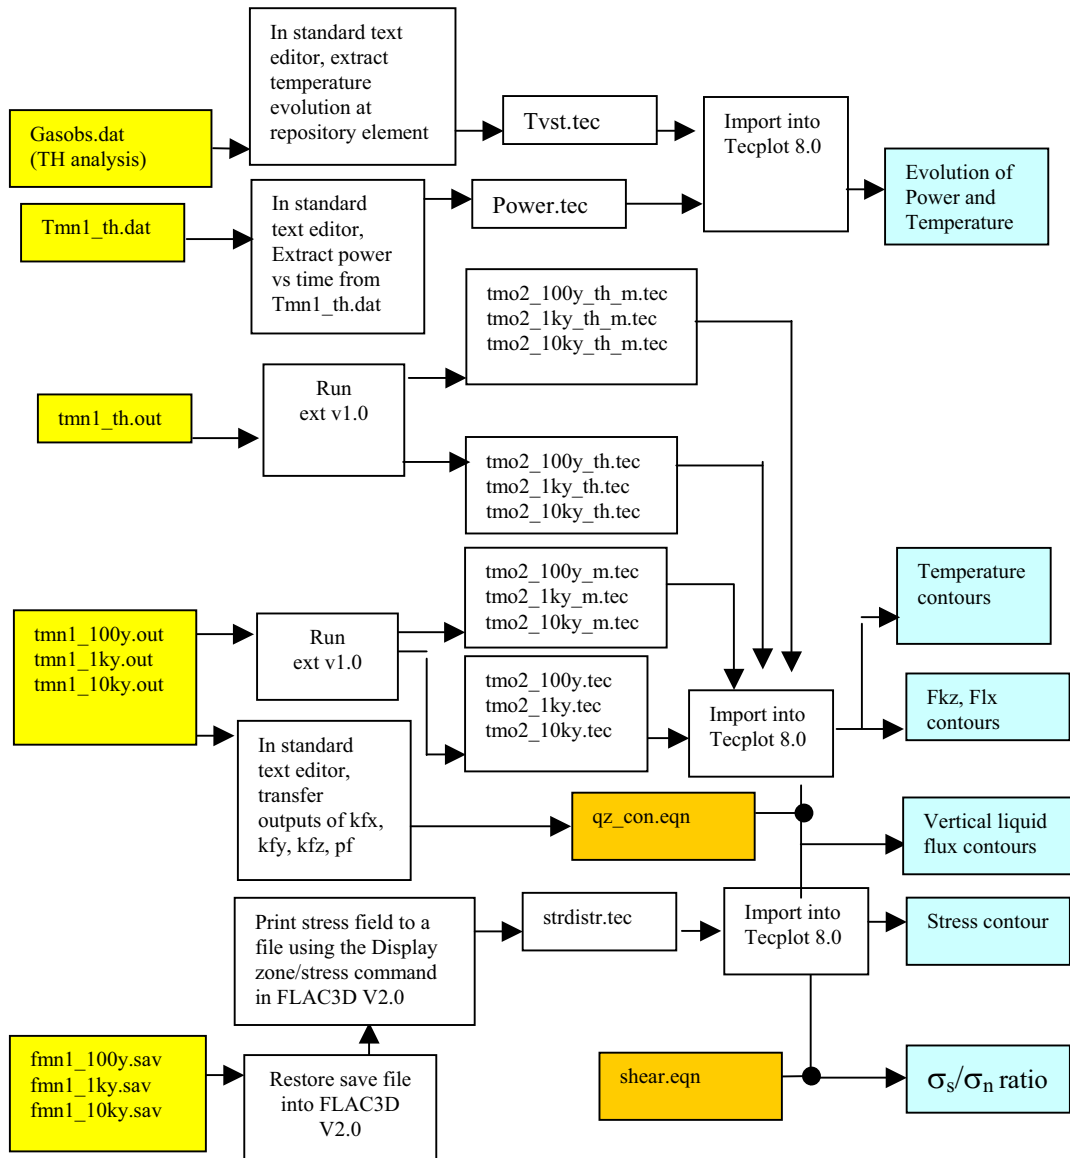 In standard text
editor, extract
temperature
evolution at
repository element
Gasobs.dat
(TH analysis)
Tvst.tec
Import into
Tecplot 8.0
Evolution of
Power and
Temperature
Tmn1_th.dat
In standard
text editor,
Extract power
vs time from
Tmn1_th.dat
Power.tec
tmo2_100y_th_m.tec
tmo2_1ky_th_m.tec
tmo2_10ky_th_m.tec
tmn1_th.out
Run
ext v1.0
tmo2_100y_th.tec
tmo2_1ky_th.tec
tmo2_10ky_th.tec
tmn1_100y.out
tmn1_1ky.out
tmn1_10ky.out
Run
ext v1.0
tmo2_100y_m.tec
tmo2_1ky_m.tec
tmo2_10ky_m.tec
tmo2_100y.tec
tmo2_1ky.tec
tmo2_10ky.tec
Import into
Tecplot 8.0
Temperature
contours
Fkz, Flx
contours
In standard
text editor,
transfer
outputs of kfx,
kfy, kfz, pf
qz_con.eqn
Vertical liquid
flux contours
Print stress field to a
file using the Display
zone/stress command
in FLAC3D V2.0
strdistr.tec
Import into
Tecplot 8.0
Stress contour
fmn1_100y.sav
fmn1_1ky.sav
fmn1_10ky.sav
Restore save file
into FLAC3D
V2.0
shear.eqn
σs/σn ratio